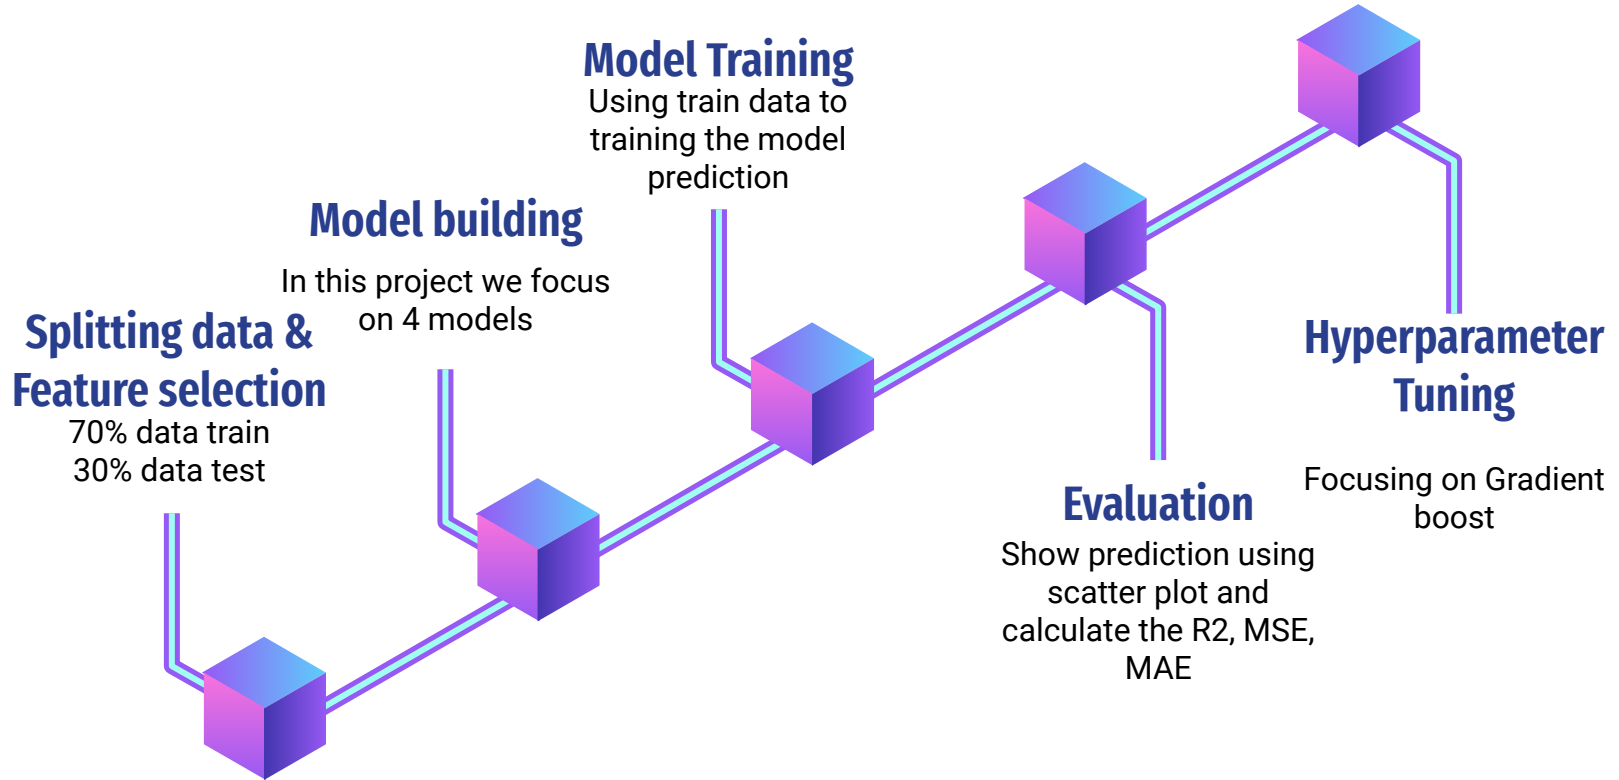 Splitting data &
Feature selection
70% data train
30% data test
Model building
In this project we focus
on 4 models
Model Training
Using train data to
training the model
prediction
Evaluation
Show prediction using
scatter plot and
calculate the R2, MSE,
MAE
Hyperparameter
Tuning
Focusing on Gradient
boost